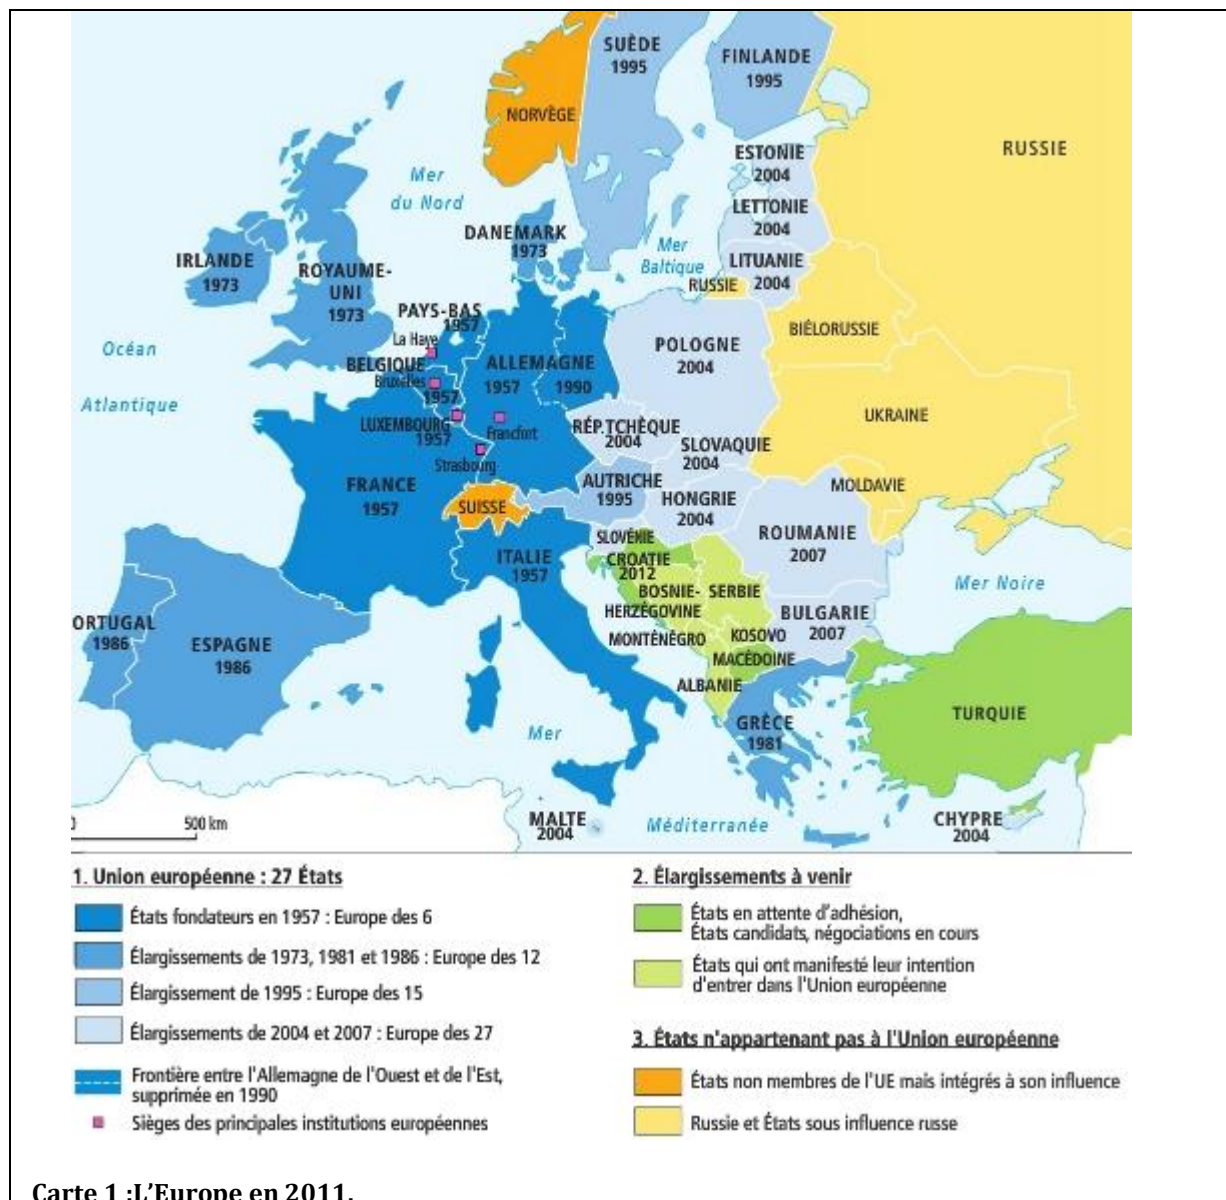 SUÈDE
1995
FINLANDE
1995
NORVÈGE
RUSSIE
ESTONIE
2004
Mer
du Nord
LETTONIE
2004
DANEMARK
1973
Mer
Baltique
LITUANIE
2004
RUSSIE
IRLANDE
1973
ROYAUME-
UNI
1973
PAYS-BAS
1957
La Haye
BIÉLORUSSIE
Océan
Atlantique
BELGIQUE
Bruxelles
1957
ALLEMAGNE
1957
1990
POLOGNE
2004
LUXEMBOURG
1957
Francfort
Strasbourg
RÉP.TCHÈQUE
2004
SLOVAQUIE
2004
UKRAINE
FRANCE
1957
SUISSE
AUTRICHE
1995
HONGRIE
2004
MOLDAVIE
ROUMANIE
2007
ITALIE
1957
SLOVÉNIE
CROATIE
2012
BOSNIE-
HERZÉGOVINE
SERBIE
Mer Noire
ORTUGAL
1986
ESPAGNE
1986
MONTÉNÉGRO
KOSOVO
BULGARIE
2007
MACÉDOINE
ALBANIE
GRÈCE
1981
TURQUIE
Mer
Méditerranée
MALTE
2004
CHYPRE
2004
0 500 km
1. Union européenne : 27 États
États fondateurs en 1957 : Europe des 6
Élargissements de 1973, 1981 et 1986 : Europe des 12
Élargissement de 1995 : Europe des 15
Élargissements de 2004 et 2007 : Europe des 27
Frontière entre l'Allemagne de l'Ouest et de l'Est,
supprimée en 1990
Sièges des principales institutions européennes
2. Élargissements à venir
États en attente d'adhésion,
États candidats, négociations en cours
États qui ont manifesté leur intention
d'entrer dans l'Union européenne
3. États n'appartenant pas à l'Union européenne
États non membres de l'UE mais intégrés à son influence
Russie et États sous influence russe
Carte 1 :L'Europe en 2011.